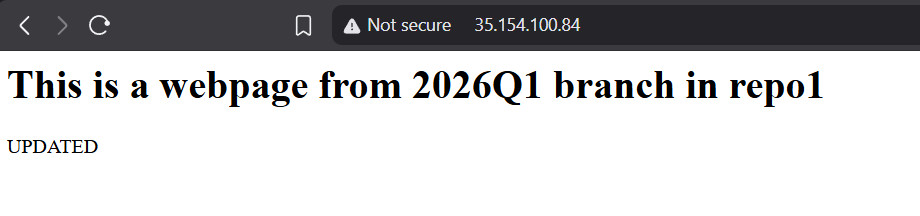 Not secure 35.154.100.84
This is a webpage from 2026Q1 branch in repo1
UPDATED